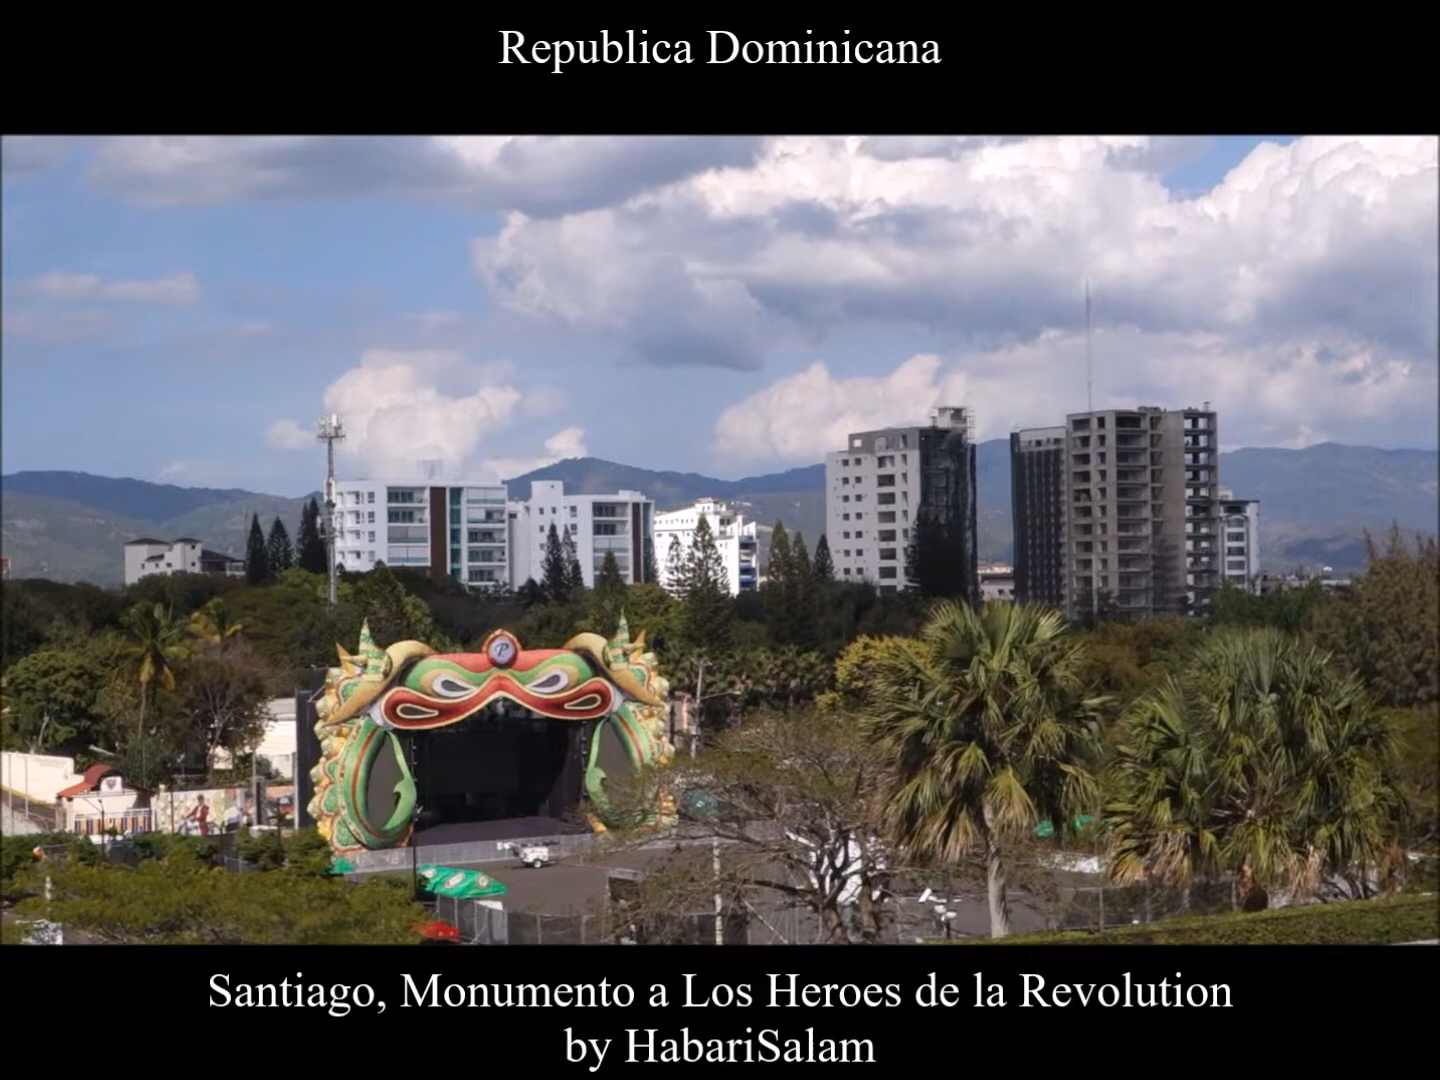 Republica Dominicana
P
Santiago, Monumento a Los Heroes de la Revolution
by HabariSalam